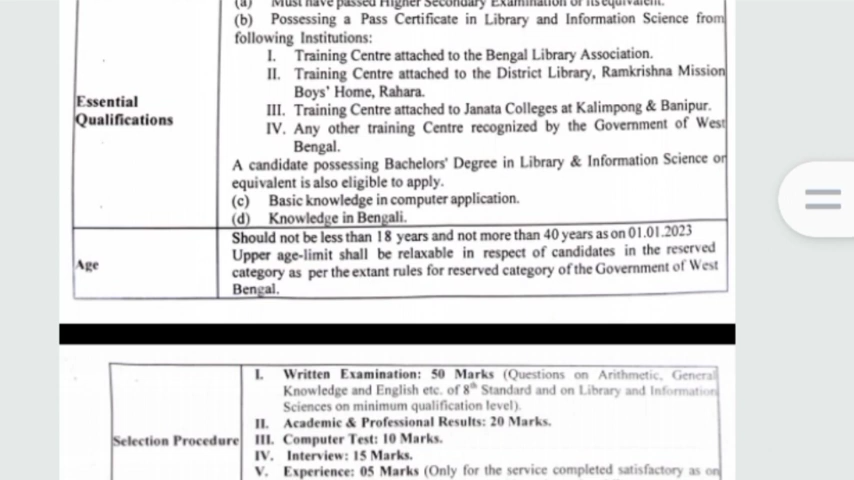 (a) Must have passed Higher Secondary Examination or its equivalent.
(b) Possessing a Pass Certificate in Library and Information Science from
following Institutions:
I. Training Centre attached to the Bengal Library Association.
II. Training Centre attached to the District Library, Ramkrishna Mission
Boys' Home, Rahara.
III. Training Centre attached to Janata Colleges at Kalimpong & Banipur.
Essential
Qualifications
IV. Any other training Centre recognized by the Government of West
Bengal.
A candidate possessing Bachelors' Degree in Library & Information Science or
equivalent is also eligible to apply.
(c) Basic knowledge in computer application.
(d) Knowledge in Bengali.
Age
Should not be less than 18 years and not more than 40 years as on 01.01.2023
Upper age-limit shall be relaxable in respect of candidates in the reserved
category as per the extant rules for reserved category of the Government of West
Bengal.
Selection Procedure
I. Written Examination: 50 Marks (Questions on Arithmetic, General
Knowledge and English etc. of 8th Standard and on Library and Information
Sciences on minimum qualification level).
II. Academic & Professional Results: 20 Marks.
III. Computer Test: 10 Marks.
IV. Interview: 15 Marks.
V. Experience: 05 Marks (Only for the service completed satisfactory as on